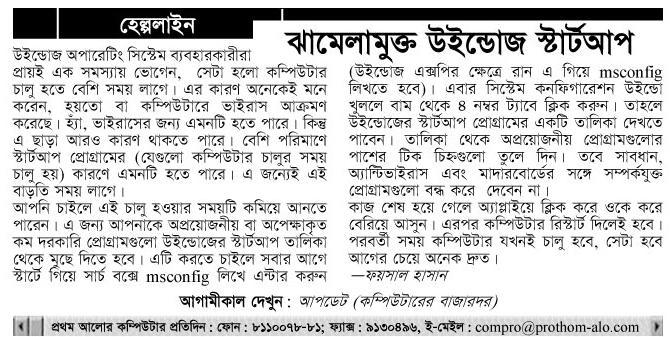 হেল্পলাইন
ঝামেলামুক্ত উইন্ডোজ স্টার্টআপ
উইন্ডোজ অপারেটিং সিস্টেম ব্যবহারকারীরা
প্রায়ই এক সমস্যায় ভোগেন, সেটা হলো কম্পিউটার
চালু হতে বেশি সময় লাগে। এর কারণ অনেকেই মনে
করেন, হয়তো বা কম্পিউটারে ভাইরাস আক্রমণ
করেছে। হ্যাঁ, ভাইরাসের জন্য এমনটি হতে পারে। কিন্তু
এ ছাড়া আরও কারণ থাকতে পারে। বেশি পরিমাণে
স্টার্টআপ প্রোগ্রামের (যেগুলো কম্পিউটার চালুর সময়
চালু হয়) কারণে এমনটি হতে পারে। এ জন্যেই এই
বাড়তি সময় লাগে।
আপনি চাইলে এই চালু হওয়ার সময়টি কমিয়ে আনতে
পারেন। এ জন্য আপনাকে অপ্রয়োজনীয় বা অপেক্ষাকৃত
কম দরকারি প্রোগ্রামগুলো উইন্ডোজের স্টার্টআপ তালিকা
থেকে মুছে দিতে হবে। এটি করতে চাইলে সবার আগে
স্টার্টে গিয়ে সার্চ বক্সে msconfig লিখে এন্টার করুন
(উইন্ডোজ এক্সপির ক্ষেত্রে রান এ গিয়ে msconfig
লিখতে হবে)। এবার সিস্টেম কনফিগারেশন উইন্ডো
খুললে বাম থেকে ৪ নম্বর ট্যাবে ক্লিক করুন। তাহলে
উইন্ডোজের স্টার্টআপ প্রোগ্রামের একটি তালিকা দেখতে
পাবেন। তালিকা থেকে অপ্রয়োজনীয় প্রোগ্রামগুলোর
পাশের টিক চিহ্নগুলো তুলে দিন। তবে সাবধান,
অ্যান্টিভাইরাস এবং মাদারবোর্ডের সঙ্গে সম্পর্কযুক্ত
প্রোগ্রামগুলো বন্ধ করে দেবেন না।
কাজ শেষ হয়ে গেলে অ্যাপ্লাইয়ে ক্লিক করে ওকে করে
বেরিয়ে আসুন। এরপর কম্পিউটার রিস্টার্ট দিলেই হবে।
পরবর্তী সময় কম্পিউটার যখনই চালু হবে, সেটা হবে
আগের চেয়ে অনেক দ্রুত।
—ফয়সাল হাসান
আগামীকাল দেখুন : আপডেট (কম্পিউটারের বাজারদর)
প্রথম আলোর কম্পিউটার প্রতিদিন : ফোন : ৮১১০০৭৮-৮১; ফ্যাক্স : ৯১৩০৪৯৬, ই-মেইল : compro@prothom-alo.com